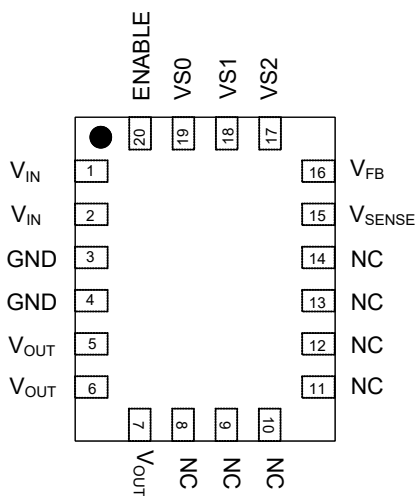 ENABLE VS0 VS1 VS2
20 19 18 17
VIN 1 16 VFB
VIN 2 15 VSENSE
GND 3 14 NC
GND 4 13 NC
VOUT 5 12 NC
VOUT 6 11 NC
7 8 9 10
VOUT NC NC NC